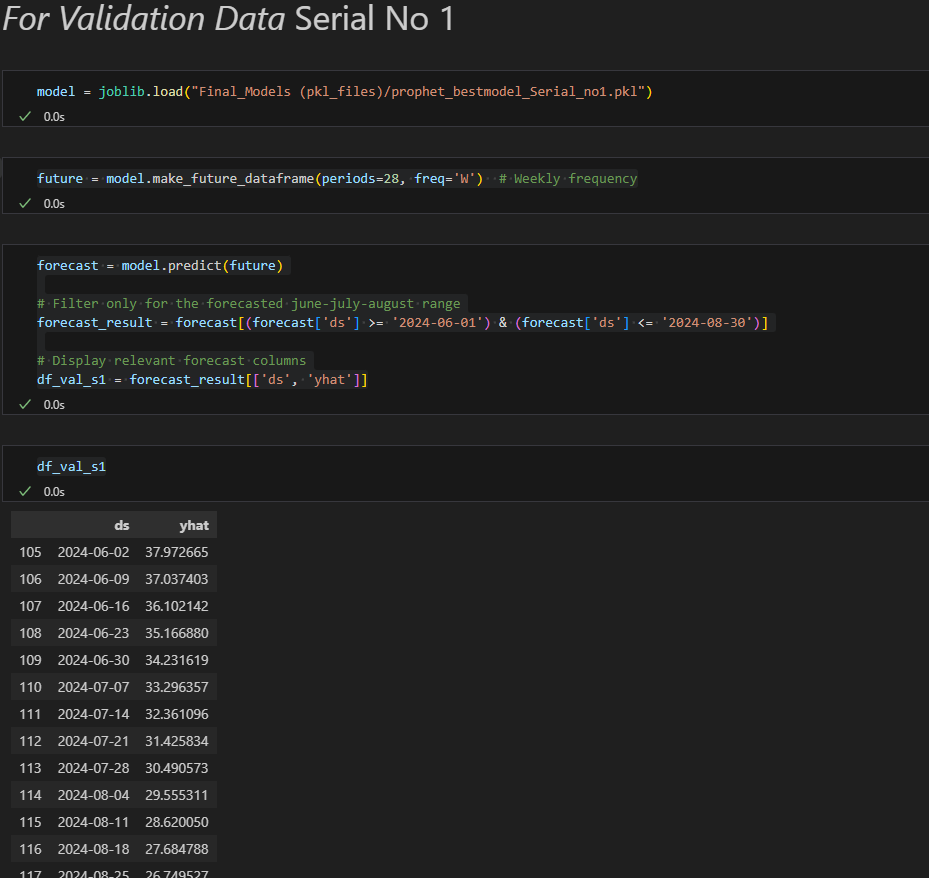 For Validation Data Serial No 1
model = joblib.load("Final_Models (pkl_files)/prophet_bestmodel_Serial_no1.pkl")
0.0s
future = model.make_future_dataframe(periods=28, freq='W')  # Weekly frequency
0.0s
forecast = model.predict(future)
# Filter only for the forecasted june-july-august range
forecast_result = forecast[(forecast['ds'] >= '2024-06-01') & (forecast['ds'] <= '2024-08-30')]
# Display relevant forecast columns
df_val_s1 = forecast_result[['ds', 'yhat']]
0.0s
df_val_s1
0.0s
ds yhat
105 2024-06-02 37.972665
106 2024-06-09 37.037403
107 2024-06-16 36.102142
108 2024-06-23 35.166880
109 2024-06-30 34.231619
110 2024-07-07 33.296357
111 2024-07-14 32.361096
112 2024-07-21 31.425834
113 2024-07-28 30.490573
114 2024-08-04 29.555311
115 2024-08-11 28.620050
116 2024-08-18 27.684788
117 2024-08-25 26.749527